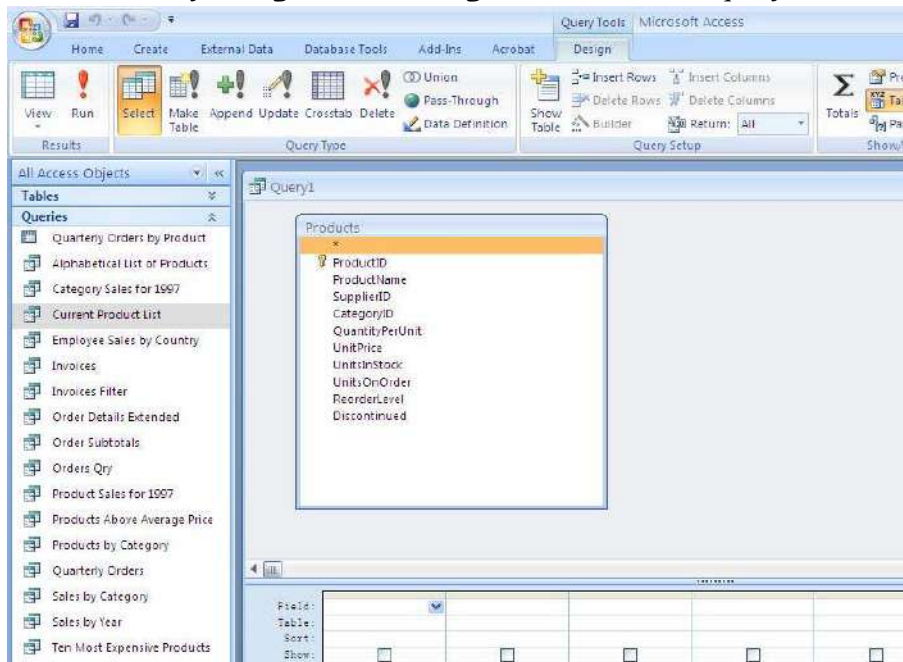 Query Tools Microsoft Access
Home Create External Data Database Tools Add-Ins Acrobat Design
View Run Select Make Table Append Update Crosstab Delete
Union
Pass-Through
Data Definition
Show Table
Insert Rows
Delete Rows
Builder
Insert Columns
Delete Columns
Return: All
Totals
Results Query Type Query Setup
All Access Objects
Tables
Queries
Quarterly Orders by Product
Alphabetical List of Products
Category Sales for 1997
Current Product List
Employee Sales by Country
Invoices
Invoices Filter
Order Details Extended
Order Subtotals
Orders Qry
Product Sales for 1997
Products Above Average Price
Products by Category
Quarterly Orders
Sales by Category
Sales by Year
Ten Most Expensive Products
Query1
Products
*
ProductID
ProductName
SupplierID
CategoryID
QuantityPerUnit
UnitPrice
UnitsInStock
UnitsOnOrder
ReorderLevel
Discontinued
Field:
Table:
Sort:
Show: